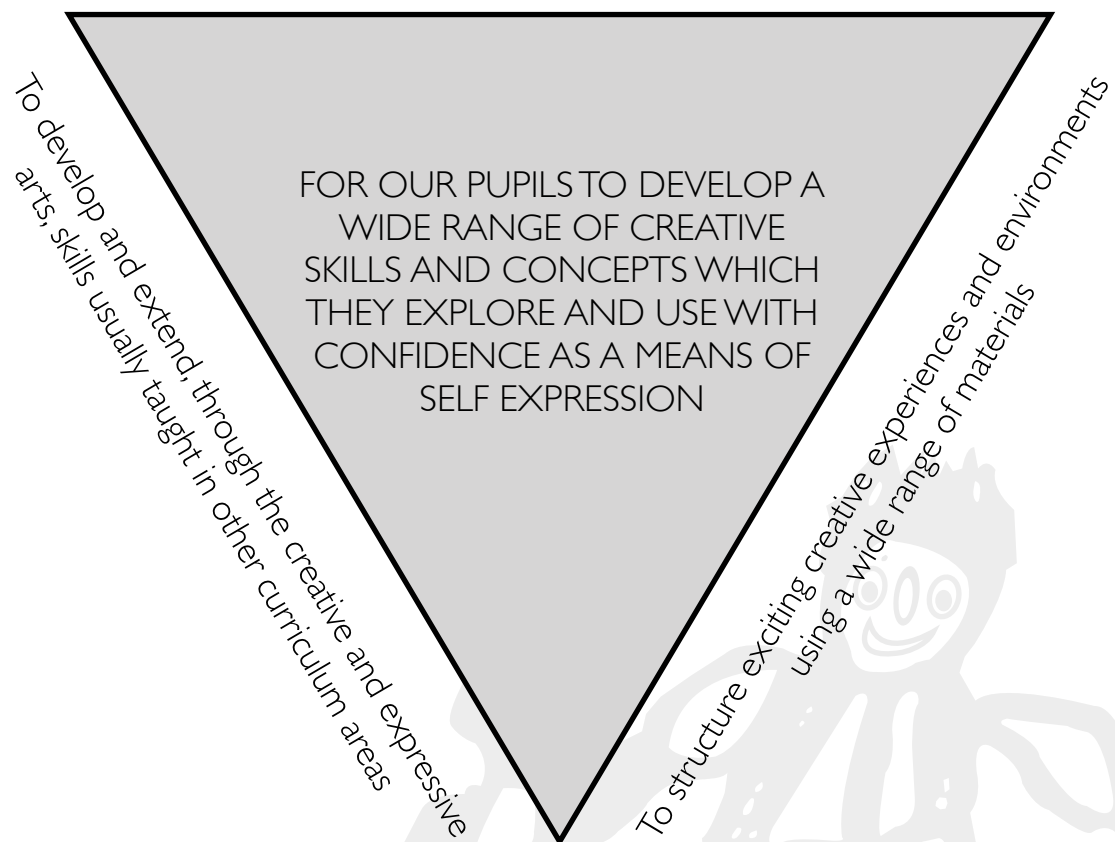 FOR OUR PUPILS TO DEVELOP A
WIDE RANGE OF CREATIVE
SKILLS AND CONCEPTS WHICH
THEY EXPLORE AND USE WITH
CONFIDENCE AS A MEANS OF
SELF EXPRESSION
To develop and extend, through the creative and expressive
arts, skills usually taught in other curriculum areas
To structure exciting creative experiences and environments
using a wide range of materials